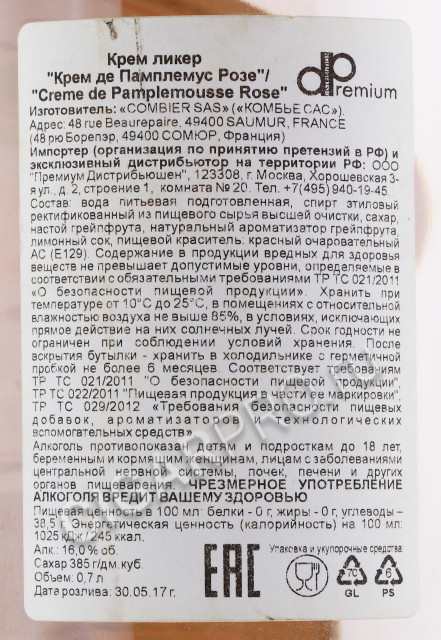 Крем ликер
"Крем де Памплемус Розе"/
"Creme de Pamplemousse Rose"
dp Premium
Изготовитель: «COMBIER SAS» («КОМБЬЕ САС»)
Адрес: 48 rue Beaurepaire, 49400 SAUMUR, FRANCE
(48 рю Борепэр, 49400 СОМЮР, Франция)
Импортер (организация по принятию претензий в РФ) и
эксклюзивный дистрибьютор на территории РФ: ООО
"Премиум Дистрибьюшен", 123308, г. Москва, Хорошевская 3-
я ул., д. 2, строение 1, комната №20. Тел. +7(495) 940-19-45.
Состав: вода питьевая подготовленная, спирт этиловый
ректификованный из пищевого сырья высшей очистки, сахар,
настой грейпфрута, натуральный ароматизатор грейпфрута,
лимонный сок, пищевой краситель: красный очаровательный
АС (Е129). Содержание в продукции вредных для здоровья
веществ не превышает допустимые уровни, определяемые в
соответствии с обязательными требованиями ТР ТС 021/2011
«О безопасности пищевой продукции». Хранить при
температуре от 10°С до 25°С, в помещениях с относительной
влажностью воздуха не выше 85%, в условиях, исключающих
прямое действие на них солнечных лучей. Срок годности не
ограничен при соблюдении условий хранения. После
вскрытия бутылки - хранить в холодильнике с герметичной
пробкой не более 6 месяцев. Соответствует требованиям
ТР ТС 021/2011 "О безопасности пищевой продукции",
ТР ТС 022/2011 "Пищевая продукция в части ее маркировки",
ТР ТС 029/2012 «Требования безопасности пищевых
добавок, ароматизаторов и технологических
вспомогательных средств»
Алкоголь противопоказан детям и подросткам до 18 лет,
беременным и кормящим женщинам, лицам с заболеваниями
центральной нервной системы, почек, печени и других
органов пищеварения. ЧРЕЗМЕРНОЕ УПОТРЕБЛЕНИЕ
АЛКОГОЛЯ ВРЕДИТ ВАШЕМУ ЗДОРОВЬЮ
Пищевая ценность на 100 мл: белки - 0 г, жиры - 0 г, углеводы –
38,5 г. Энергетическая ценность (калорийность) на 100 мл:
1025 Дж/245 ккал.
Алк.:16,0% об.
Сахар 385 г/дм.куб.
Объем: 0,7 л
Дата розлива: 30.05.17 г.
EAC
Упаковка и укупорочные средства
70
GL
6
PS
CIGARPRO.ru